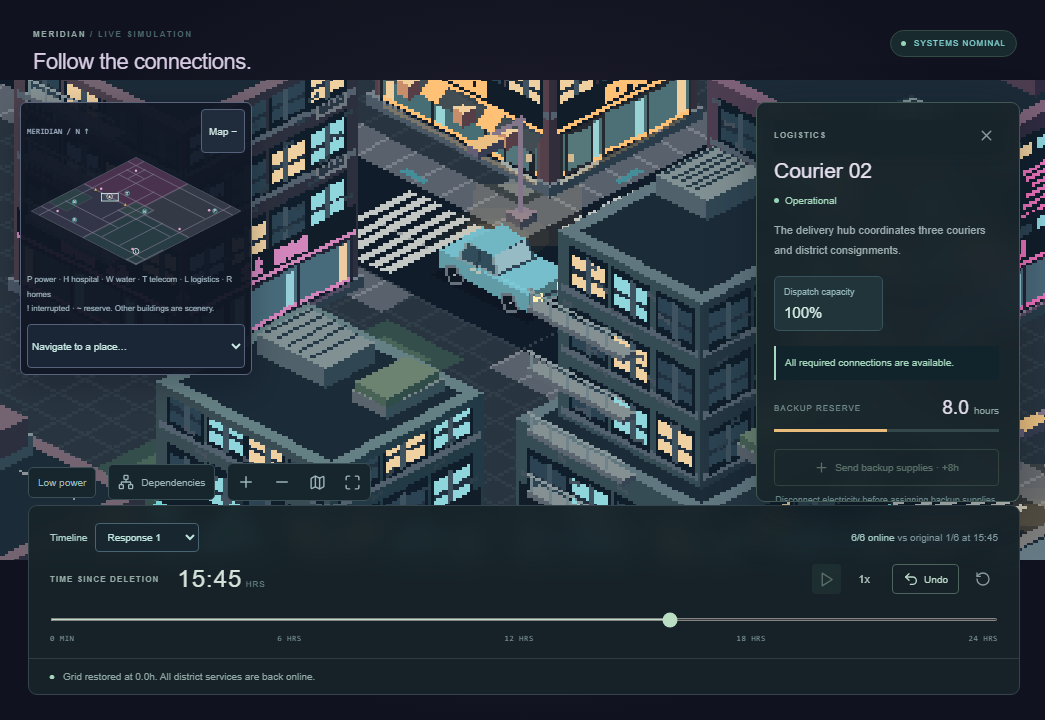 MERIDIAN / LIVE SIMULATION
Follow the connections.
SYSTEMS NOMINAL
MERIDIAN / N ↑
Map −
P power · H hospital · W water · T telecom · L logistics · R
homes
! interrupted · ~ reserve. Other buildings are scenery.
Navigate to a place...
LOGISTICS
Courier 02
Operational
The delivery hub coordinates three couriers
and district consignments.
Dispatch capacity
100%
All required connections are available.
BACKUP RESERVE
8.0 hours
Send backup supplies · +8h
Disconnect electricity before assigning backup supplies
Low power
Dependencies
Timeline
Response 1
6/6 online vs original 1/6 at 15:45
TIME SINCE DELETION
15:45 HRS
1x
Undo
0 MIN
6 HRS
12 HRS
18 HRS
24 HRS
Grid restored at 0.0h. All district services are back online.